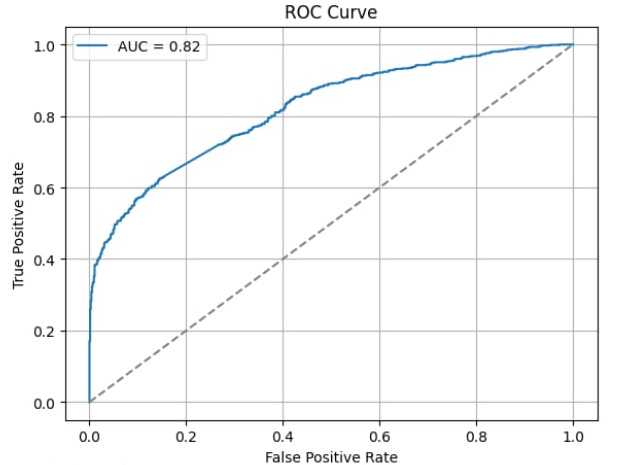 ROC Curve
AUC = 0.82
True Positive Rate
1.0
0.8
0.6
0.4
0.2
0.0
0.0 0.2 0.4 0.6 0.8 1.0
False Positive Rate